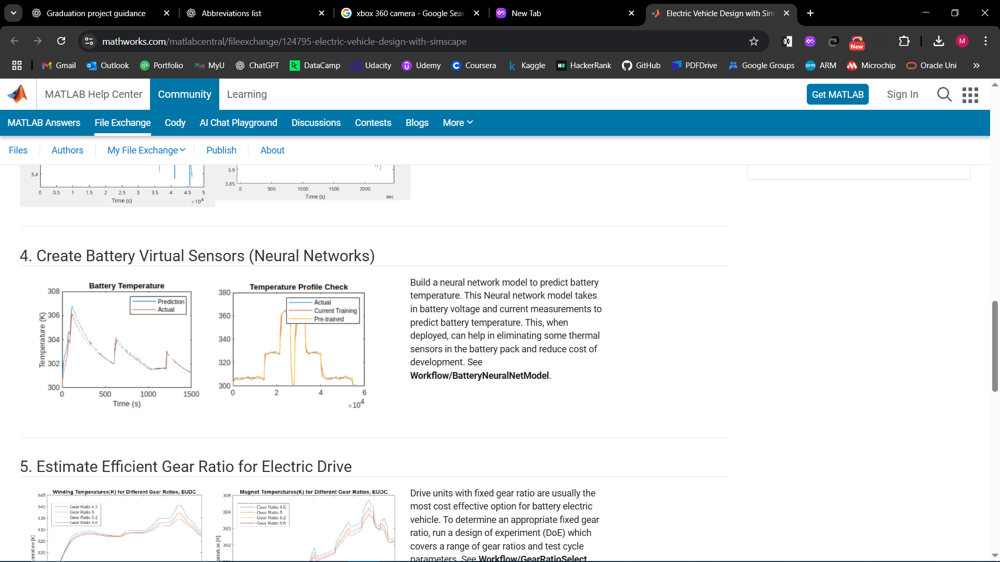 Graduation project guidance
Abbreviations list
xbox 360 camera - Google Sear
New Tab
Electric Vehicle Design with Sim
mathworks.com/matlabcentral/fileexchange/124795-electric-vehicle-design-with-simscape
New
M
Gmail
Outlook
Portfolio
MyU
MyU
ChatGPT
DataCamp
Udacity
Udemy
Coursera
Kaggle
HackerRank
GitHub
PDFDrive
Google Groups
arm
ARM
Microchip
Oracle Uni
MATLAB Help Center
Community
Learning
Get MATLAB
Sign In
MATLAB Answers
File Exchange
Cody
AI Chat Playground
Discussions
Contests
Blogs
More
Files
Authors
My File Exchange
Publish
About
3.4
0 0.5 1 1.5 2 2.5 3 3.5 4 4.5 5
Time (s)
×10⁴
3.9
3.85
0 500 1000 1500 2000
Time (s)
sec
4. Create Battery Virtual Sensors (Neural Networks)
Battery Temperature
308
306
304
302
300
Temperature (K)
Prediction
Actual
0 500 1000 1500
Time (s)
Temperature Profile Check
380
360
340
320
300
Actual
Current Training
Pre-trained
0 2 4 6
×10⁴
Build a neural network model to predict battery
temperature. This Neural network model takes
in battery voltage and current measurements to
predict battery temperature. This, when
deployed, can help in eliminating some thermal
sensors in the battery pack and reduce cost of
development. See
Workflow/BatteryNeuralNetModel.
5. Estimate Efficient Gear Ratio for Electric Drive
Winding Temperatures(K) for Different Gear Ratios, EUDC
345
340
335
330
325
320
perature [K]
Gear Ratio 4.5
Gear Ratio 5
Gear Ratio 5.2
Gear Ratio 5.6
Magnet Temperatures(K) for Different Gear Ratios, EUDC
305
304
303
302
perature [K]
Gear Ratio 4.5
Gear Ratio 5
Gear Ratio 5.2
Gear Ratio 5.6
Drive units with fixed gear ratio are usually the
most cost effective option for battery electric
vehicle. To determine an appropriate fixed gear
ratio, run a design of experiment (DoE) which
covers a range of gear ratios and test cycle
parameters. See Workflow/GearRatioSelect